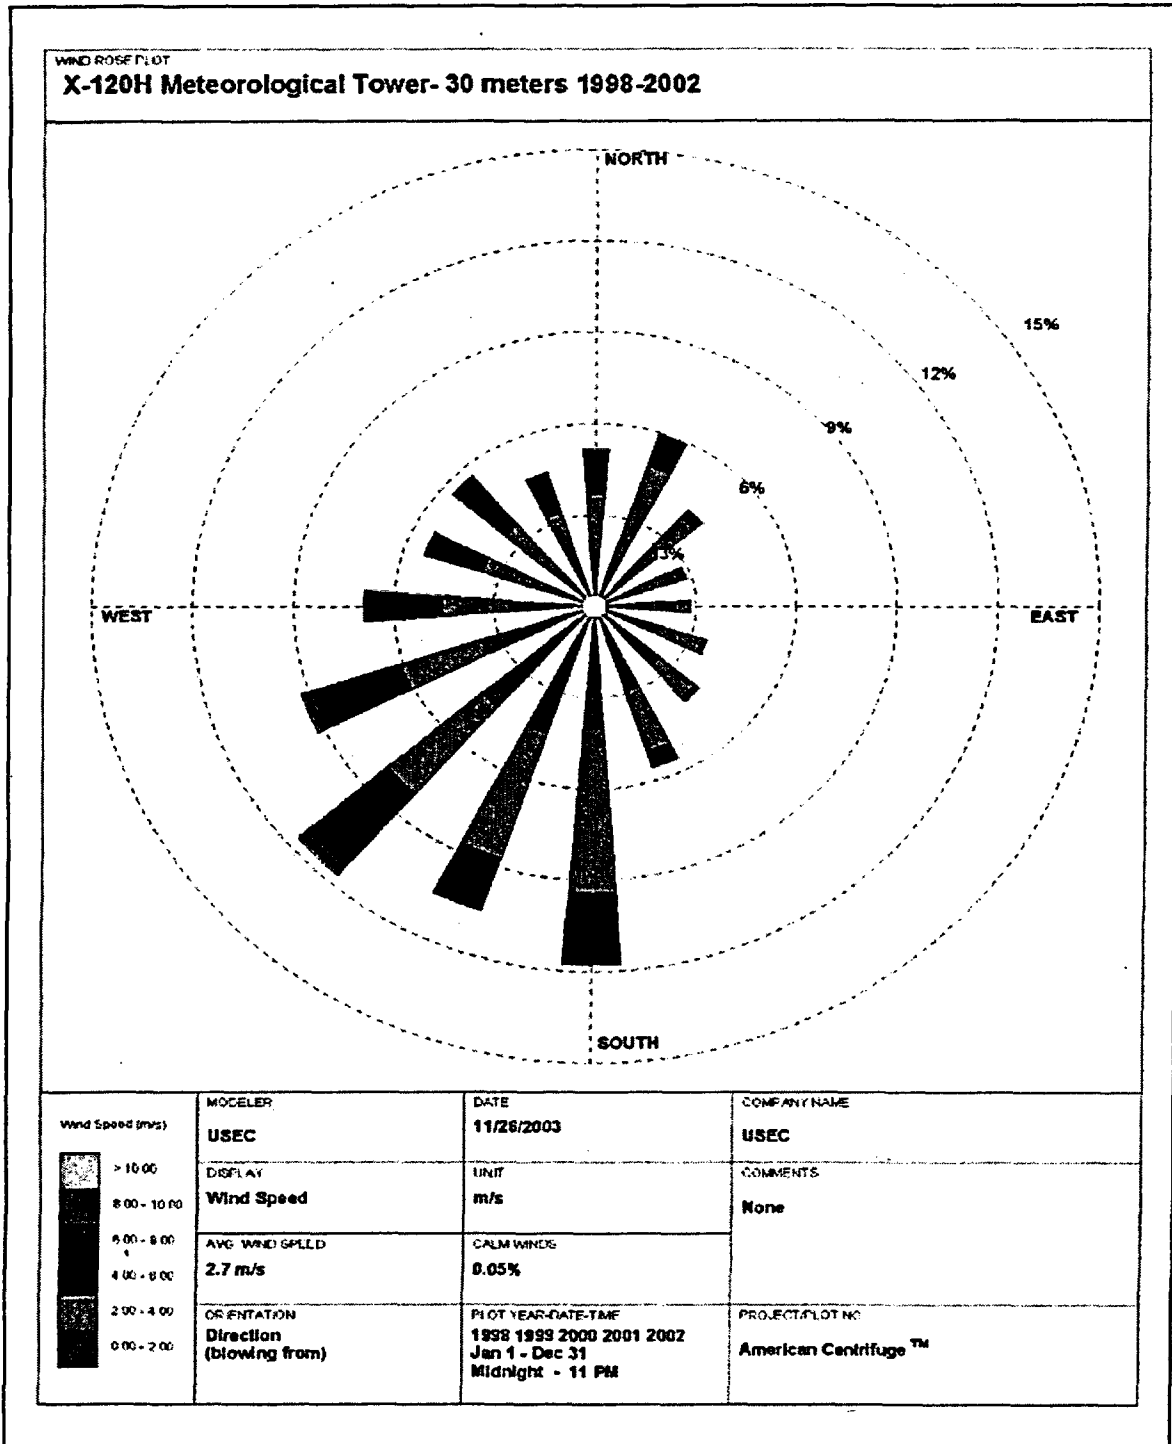 WIND ROSE PLOT
X-120H Meteorological Tower- 30 meters 1998-2002
NORTH
15%
12%
9%
6%
3%
WEST
EAST
SOUTH
Wind Speed (m/s)
> 10.00
8.00 - 10.00
6.00 - 8.00
4.00 - 6.00
2.00 - 4.00
0.00 - 2.00
MODELER
USEC
DATE
11/26/2003
COMPANY NAME
USEC
DISPLAY
Wind Speed
UNIT
m/s
COMMENTS
None
AVG. WIND SPEED
2.7 m/s
CALM WINDS
0.05%
ORIENTATION
Direction
(blowing from)
PLOT YEAR-DATE-TIME
1998 1999 2000 2001 2002
Jan 1 - Dec 31
Midnight - 11 PM
PROJECT/PLOT NO.
American Centrifuge ™